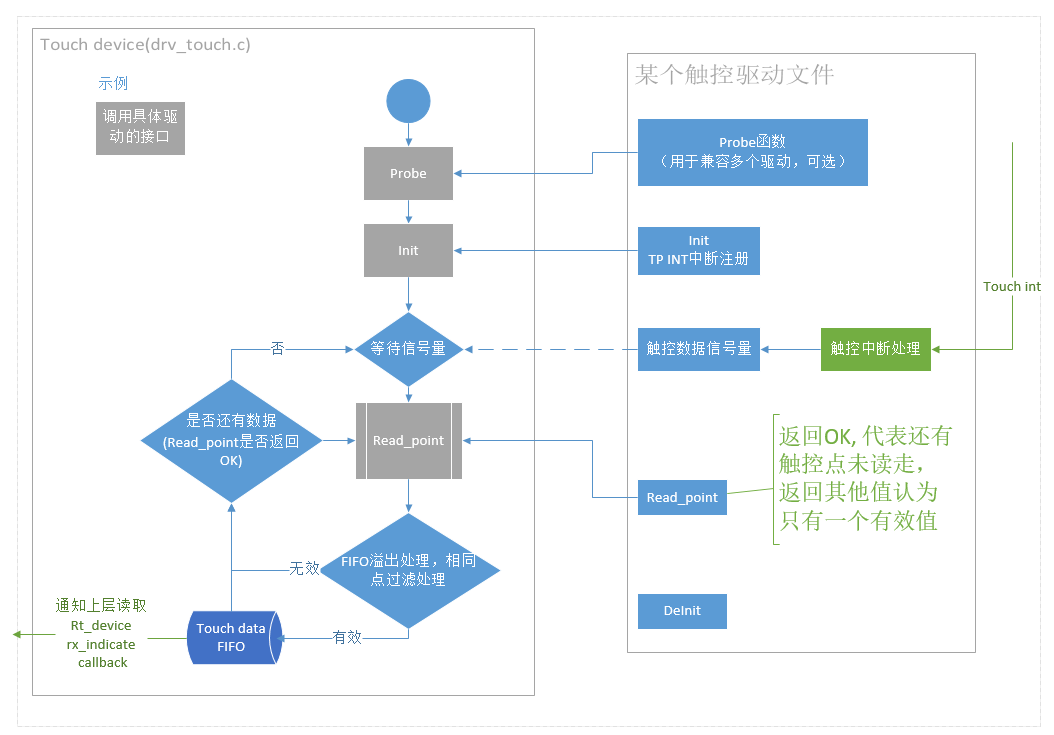 Touch device(drv_touch.c)
示例
调用具体驱
动的接口
Probe
Init
等待信号量
否
是否还有数据
(Read_point是否返回
OK)
Read_point
FIFO溢出处理，相同
点过滤处理
无效
有效
Touch data
FIFO
通知上层读取
Rt_device
rx_indicate
callback
某个触控驱动文件
Probe函数
（用于兼容多个驱动，可选）
Init
TP INT中断注册
Touch int
触控数据信号量
触控中断处理
Read_point
返回OK, 代表还有
触控点未读走，
返回其他值认为
只有一个有效值
DeInit